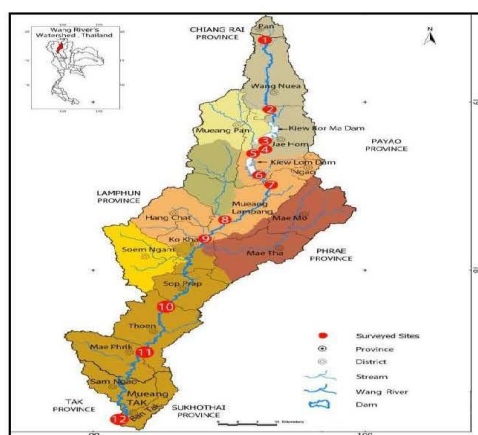 Wang River's
Watershed, Thailand
CHIANG RAI
PROVINCE
N
Pan
1
Wang Nuea
2
Kiew Kor Ma Dam
Mueang Pan
3
4
Jae Hom
5
Kiew Lom Dam
PAYAO
PROVINCE
6
Ngao
7
LAMPHUN
PROVINCE
Mueang
Lampang
Hang Chat
8
Mae Mo
Ko Kha
9
Soem Ngam
Mae Tha
PHRAE
PROVINCE
Sop Prap
10
Thoen
Mae Phrik
11
Sam Ngao
Mueang
TAK
TAK
PROVINCE
12
SUKHOTHAI
PROVINCE
Surveyed Sites
Province
District
Stream
Wang River
Dam